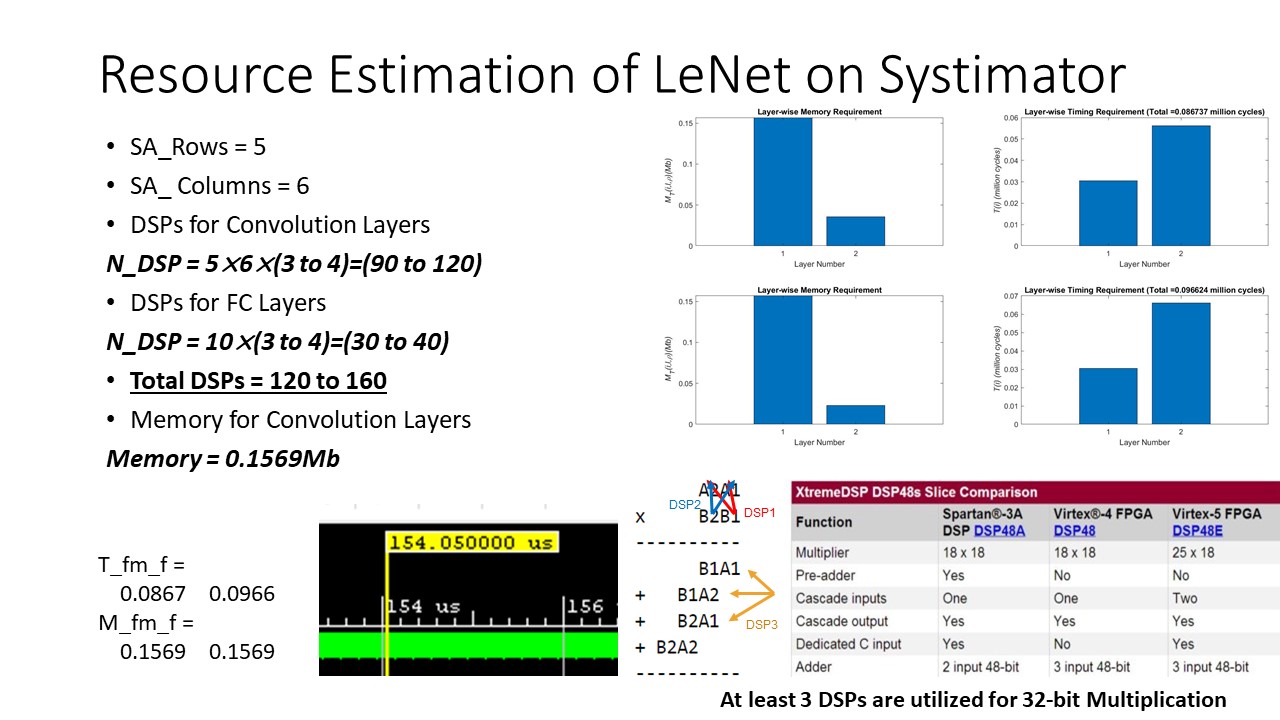 Resource Estimation of LeNet on Systimator
• SA_Rows = 5
• SA_ Columns = 6
• DSPs for Convolution Layers
N_DSP = 5×6×(3 to 4)=(90 to 120)
• DSPs for FC Layers
N_DSP = 10×(3 to 4)=(30 to 40)
• Total DSPs = 120 to 160
• Memory for Convolution Layers
Memory = 0.1569Mb
T_fm_f =
0.0867 0.0966
M_fm_f =
0.1569 0.1569
Layer-wise Memory Requirement
M_T(i,l,ρ)(Mb)
0.15
0.1
0.05
0
1 2
Layer Number
Layer-wise Timing Requirement (Total =0.086737 million cycles)
T(i) (million cycles)
0.06
0.05
0.04
0.03
0.02
0.01
0
1 2
Layer Number
Layer-wise Memory Requirement
M_T(i,l,ρ)(Mb)
0.15
0.1
0.05
0
1 2
Layer Number
Layer-wise Timing Requirement (Total =0.096624 million cycles)
T(i) (million cycles)
0.07
0.06
0.05
0.04
0.03
0.02
0.01
0
1 2
Layer Number
154.050000 us
154 us 156
A2A1
DSP2 DSP1
x B2B1
----------
B1A1
+ B1A2
+ B2A1
DSP3
+ B2A2
----------
XtremeDSP DSP48s Slice Comparison
Function Spartan®-3A DSP DSP48A Virtex®-4 FPGA DSP48 Virtex-5 FPGA DSP48E
Multiplier 18 x 18 18 x 18 25 x 18
Pre-adder Yes No No
Cascade inputs One One Two
Cascade output Yes Yes Yes
Dedicated C input Yes No Yes
Adder 2 input 48-bit 3 input 48-bit 3 input 48-bit
At least 3 DSPs are utilized for 32-bit Multiplication